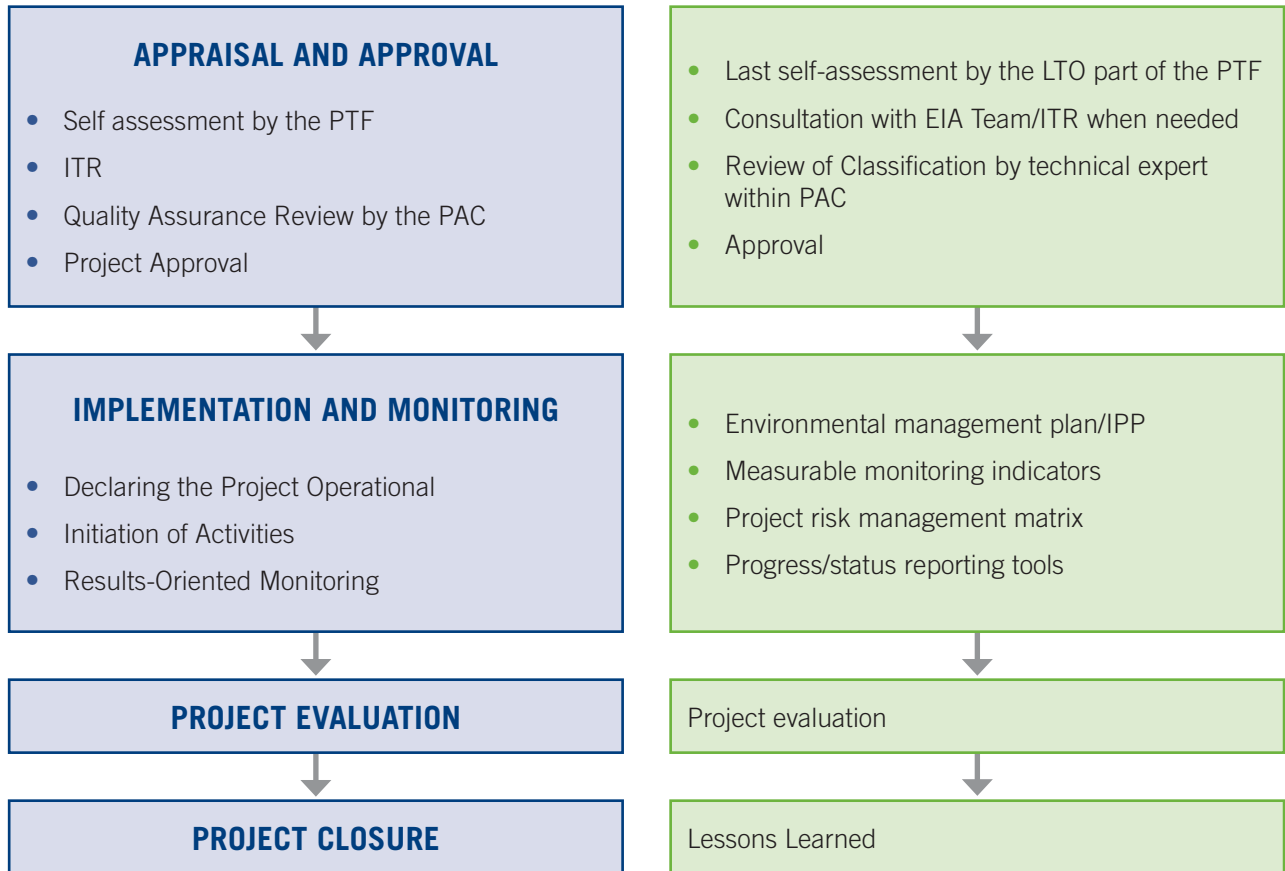 APPRAISAL AND APPROVAL
• Self assessment by the PTF
• ITR
• Quality Assurance Review by the PAC
• Project Approval
• Last self-assessment by the LTO part of the PTF
• Consultation with EIA Team/ITR when needed
• Review of Classification by technical expert
within PAC
• Approval
IMPLEMENTATION AND MONITORING
• Declaring the Project Operational
• Initiation of Activities
• Results-Oriented Monitoring
• Environmental management plan/IPP
• Measurable monitoring indicators
• Project risk management matrix
• Progress/status reporting tools
PROJECT EVALUATION
Project evaluation
PROJECT CLOSURE
Lessons Learned